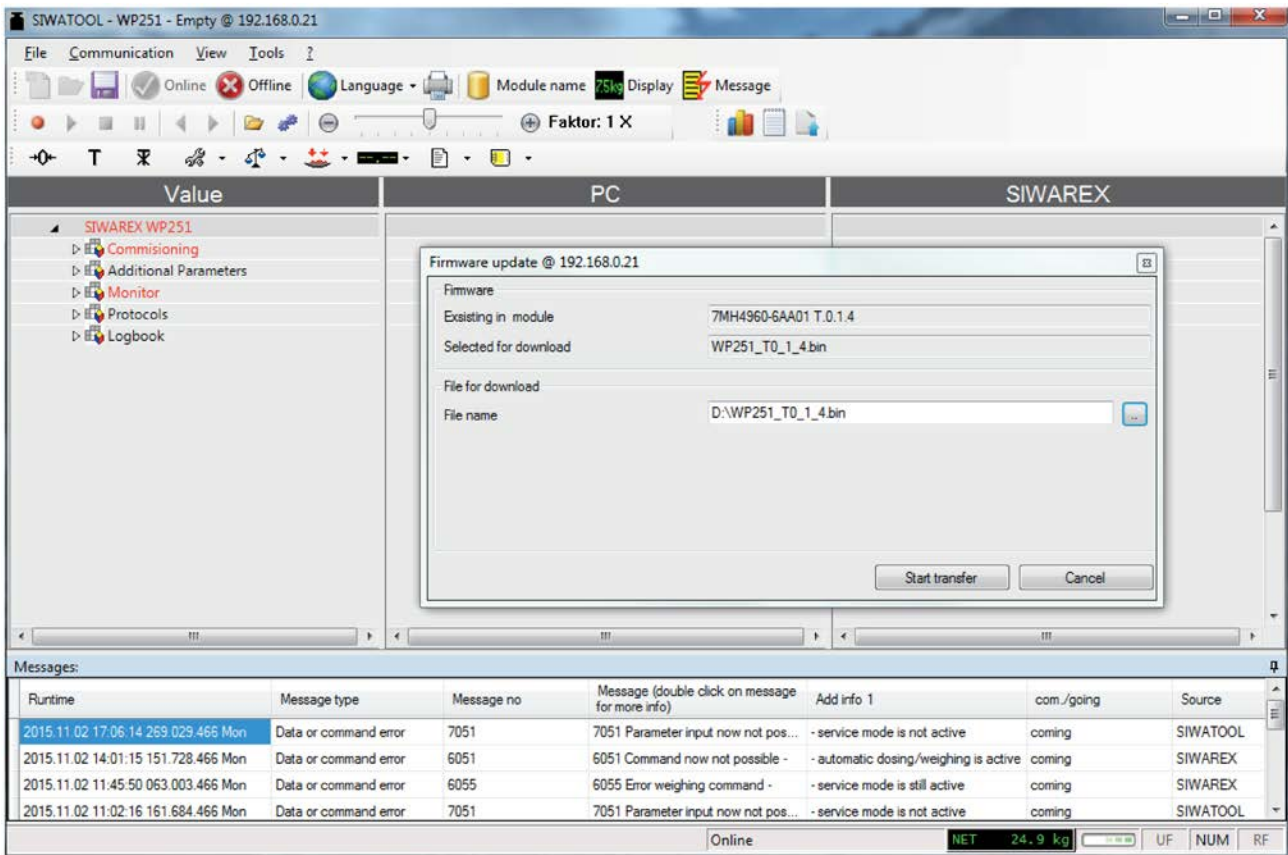 SIWATOOL - WP251 - Empty @ 192.168.0.21
File Communication View Tools ?
Online Offline Language Module name 7.5kg Display Message
Faktor: 1 X
→0← T
Value PC SIWAREX
SIWAREX WP251
Commisioning
Additional Parameters
Monitor
Protocols
Logbook
Firmware update @ 192.168.0.21
Firmware
Exsisting in module 7MH4960-6AA01 T.0.1.4
Selected for download WP251_T0_1_4.bin
File for download
File name D:\WP251_T0_1_4.bin ..
Start transfer Cancel
Messages:
Runtime Message type Message no Message (double click on message for more info) Add info 1 com./going Source
2015.11.02 17:06:14 269.029.466 Mon Data or command error 7051 7051 Parameter input now not pos... - service mode is not active coming SIWATOOL
2015.11.02 14:01:15 151.728.466 Mon Data or command error 6051 6051 Command now not possible - - automatic dosing/weighing is active coming SIWAREX
2015.11.02 11:45:50 063.003.466 Mon Data or command error 6055 6055 Error weighing command - - service mode is still active coming SIWAREX
2015.11.02 11:02:16 161.684.466 Mon Data or command error 7051 7051 Parameter input now not pos... - service mode is not active coming SIWATOOL
Online NET 24.9 kg UF NUM RF